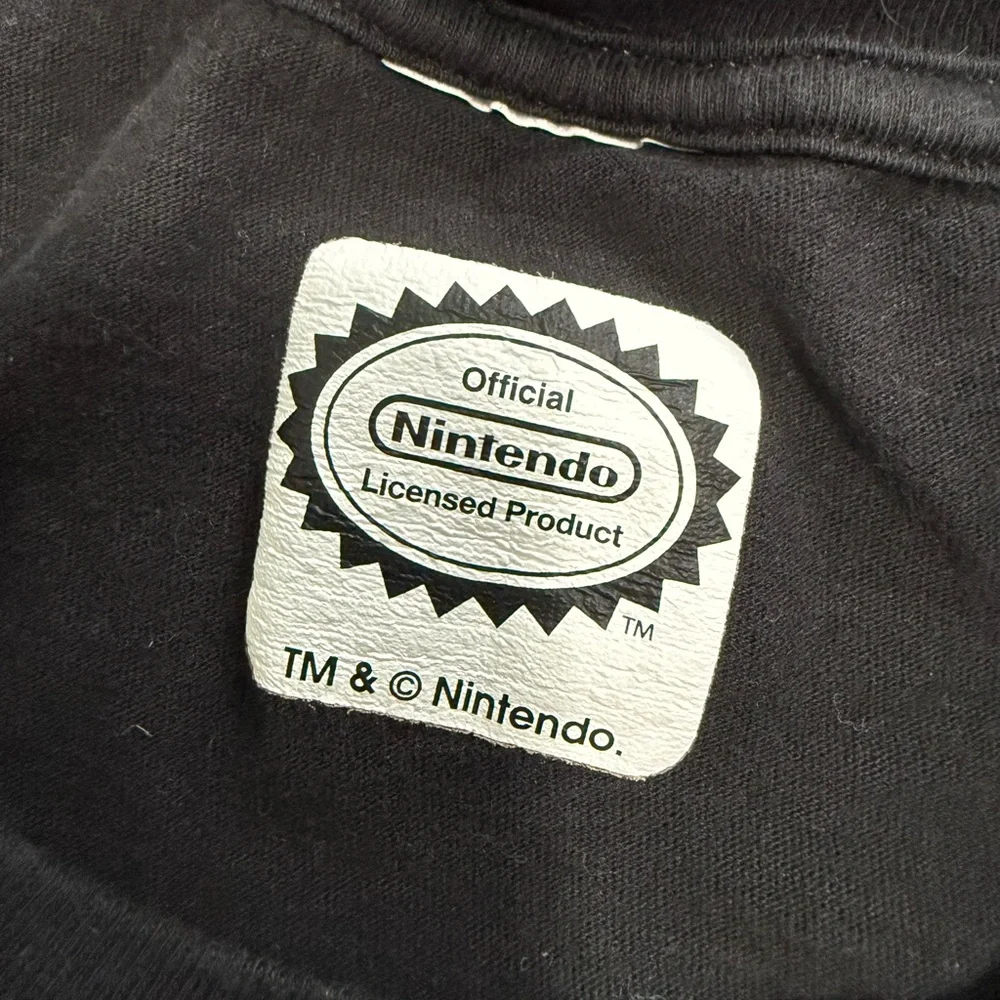 Official
Nintendo
Licensed Product
TM
TM & © Nintendo.